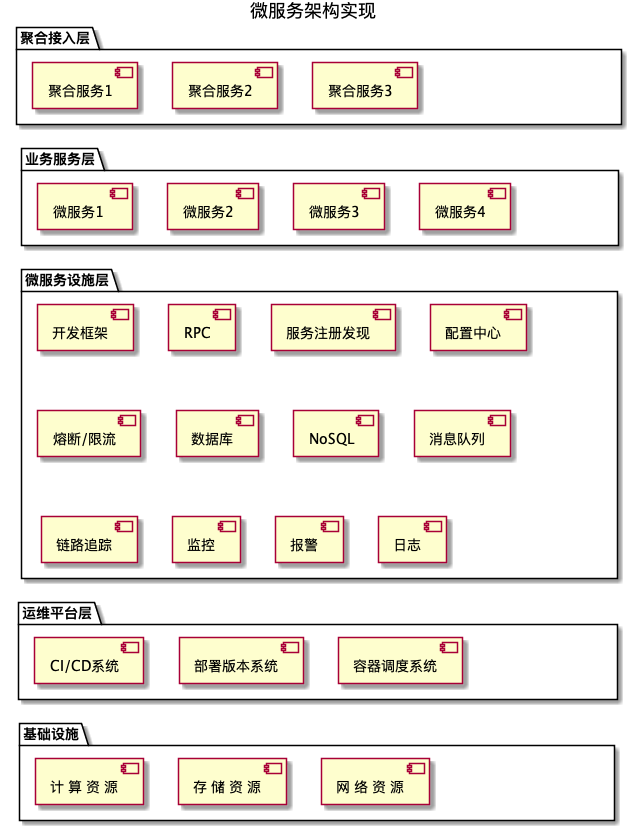 微服务架构实现
聚合接入层
聚合服务1 聚合服务2 聚合服务3
业务服务层
微服务1 微服务2 微服务3 微服务4
微服务设施层
开发框架 RPC 服务注册发现 配置中心
熔断/限流 数据库 NoSQL 消息队列
链路追踪 监控 报警 日志
运维平台层
CI/CD系统 部署版本系统 容器调度系统
基础设施
计 算 资 源 存 储 资 源 网 络 资 源